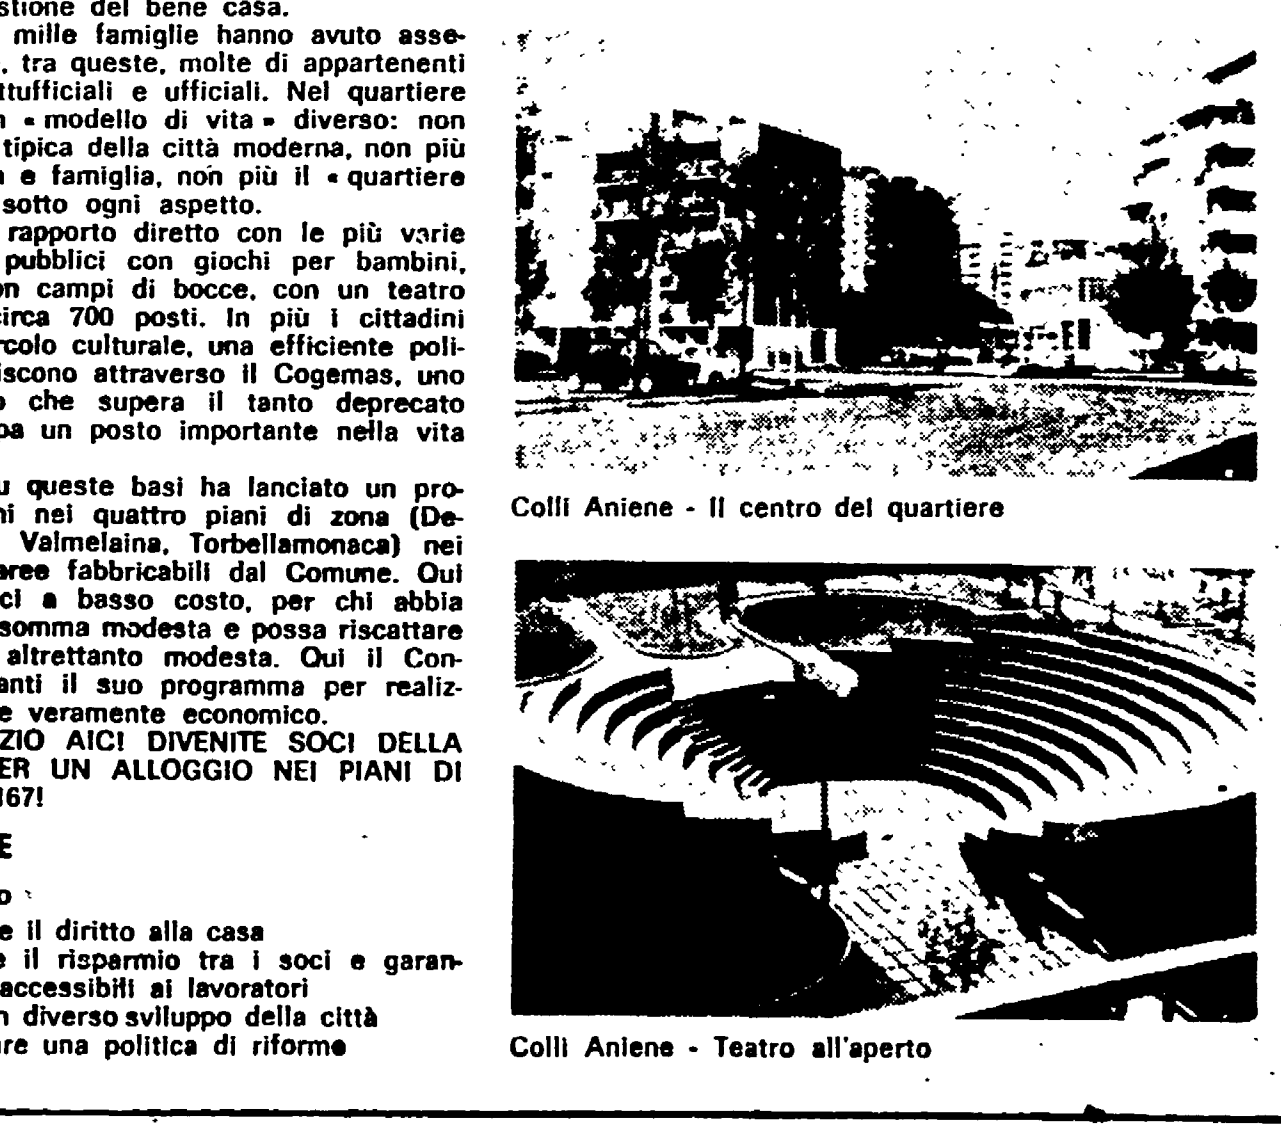 stione del bene casa.
mille famiglie hanno avuto asse-
, tra queste, molte di appartenenti
ttufficiali e ufficiali. Nel quartiere
n « modello di vita » diverso: non
tipica della città moderna, non più
a e famiglia, non più il « quartiere
sotto ogni aspetto.
rapporto diretto con le più varie
pubblici con giochi per bambini,
on campi di bocce, con un teatro
circa 700 posti. In più i cittadini
rcolo culturale, una efficiente poli-
iscono attraverso il Cogemas, uno
o che supera il tanto deprecato
pa un posto importante nella vita
u queste basi ha lanciato un pro-
ni nei quattro piani di zona (De-
Valmelaina, Torbellamonaca) nei
aree fabbricabili dal Comune. Qui
ci a basso costo, per chi abbia
somma modesta e possa riscattare
altrettanto modesta. Qui il Con-
anti il suo programma per realiz-
e veramente economico.
ZIO AIC! DIVENITE SOCI DELLA
ER UN ALLOGGIO NEI PIANI DI
167!
E
o
e il diritto alla casa
e il risparmio tra i soci e garan-
accessibili ai lavoratori
n diverso sviluppo della città
are una politica di riforme
Colli Aniene - Il centro del quartiere
Colli Aniene - Teatro all'aperto